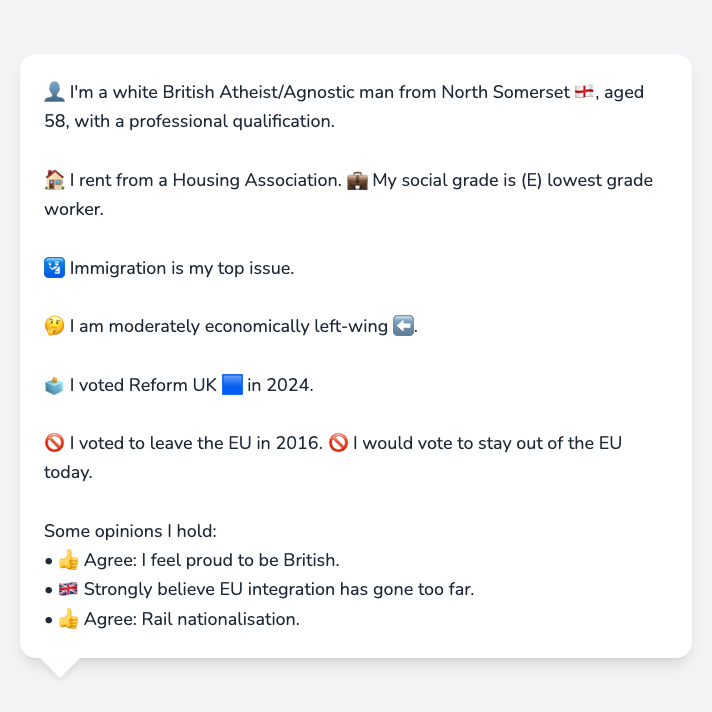 👤 I'm a white British Atheist/Agnostic man from North Somerset 🏴󠁧󠁢󠁥󠁮󠁧󠁿, aged
58, with a professional qualification.
🏠 I rent from a Housing Association. 💼 My social grade is (E) lowest grade
worker.
🛂 Immigration is my top issue.
🤔 I am moderately economically left-wing ⬅️.
🗳️ I voted Reform UK 🟦 in 2024.
🚫 I voted to leave the EU in 2016. 🚫 I would vote to stay out of the EU
today.
Some opinions I hold:
• 👍 Agree: I feel proud to be British.
• 🇬🇧 Strongly believe EU integration has gone too far.
• 👍 Agree: Rail nationalisation.